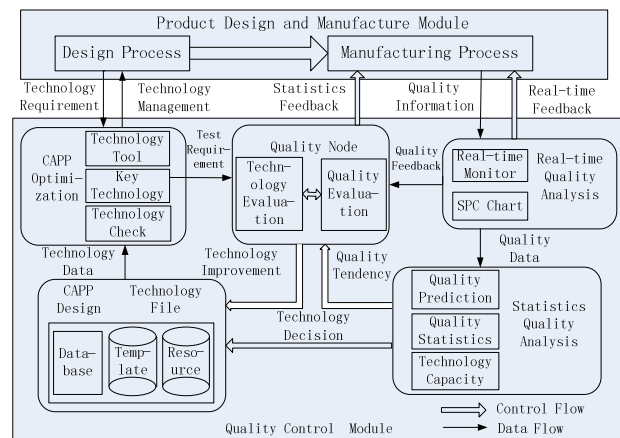 Product Design and Manufacture Module
Design Process
Manufacturing Process
Technology
Requirement
Technology
Management
Statistics
Feedback
Quality
Information
Real-time
Feedback
CAPP
Optimi-
zation
Technology
Tool
Key
Technology
Technology
Check
Test
Requir-
ement
Quality Node
Techn-
ology
Evalua-
tion
Quality
Evalua-
tion
Quality
Feedback
Real-time
Monitor
SPC Chart
Real-time
Quality
Analysis
Technology
Data
Technology
Improvement
Quality
Tendency
Quality
Data
CAPP
Design
Technology
File
Data-
base
Temp-
late
Reso-
urce
Technology
Decision
Quality
Prediction
Quality
Statistics
Technology
Capacity
Statistics
Quality
Analysis
Control Flow
Data Flow
Quality Control Module